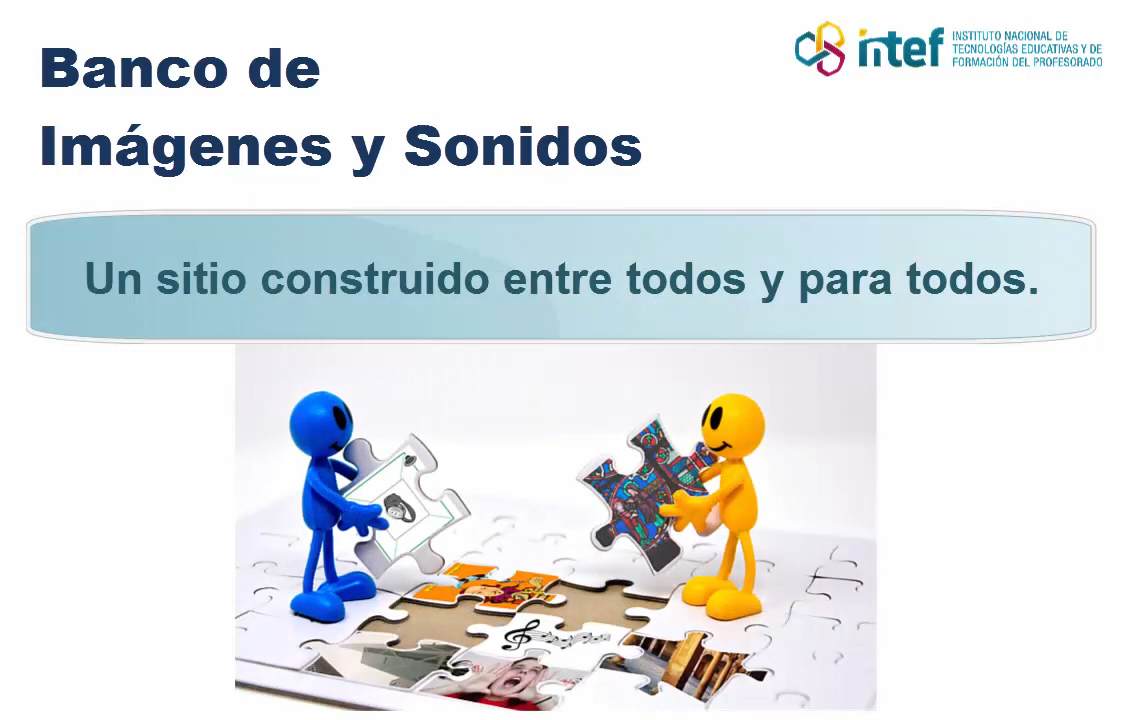 Banco de
Imágenes y Sonidos
intef
INSTITUTO NACIONAL DE
TECNOLOGÍAS EDUCATIVAS Y DE
FORMACIÓN DEL PROFESORADO
Un sitio construido entre todos y para todos.